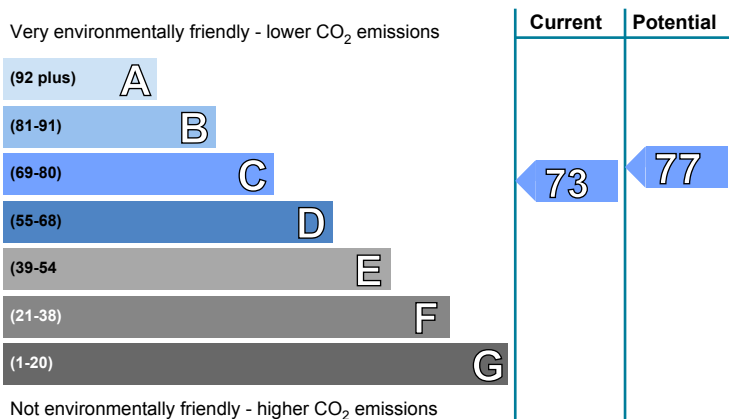 Current Potential
Very environmentally friendly - lower CO2 emissions
(92 plus) A
(81-91) B
(69-80) C
73 77
(55-68) D
(39-54 E
(21-38) F
(1-20) G
Not environmentally friendly - higher CO2 emissions